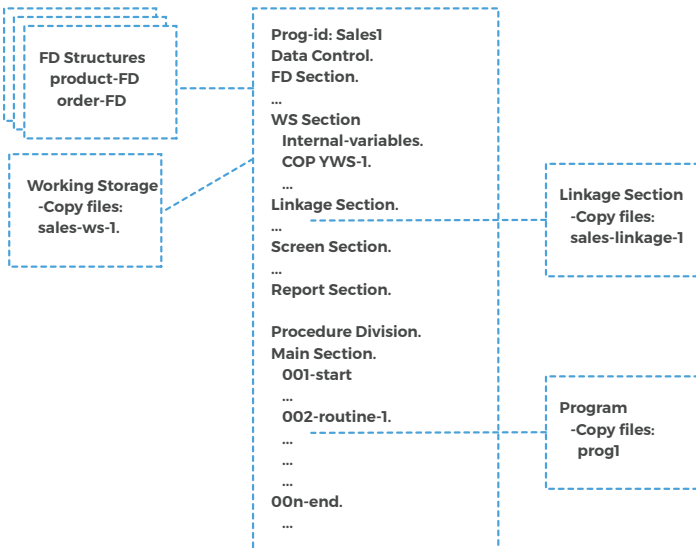 FD Structures
product-FD
order-FD
Working Storage
-Copy files:
sales-ws-1.
Prog-id: Sales1
Data Control.
FD Section.
...
WS Section
Internal-variables.
COP YWS-1.
...
Linkage Section.
...
Screen Section.
...
Report Section.
Procedure Division.
Main Section.
001-start
...
002-routine-1.
...
...
...
00n-end.
...
Linkage Section
-Copy files:
sales-linkage-1
Program
-Copy files:
prog1